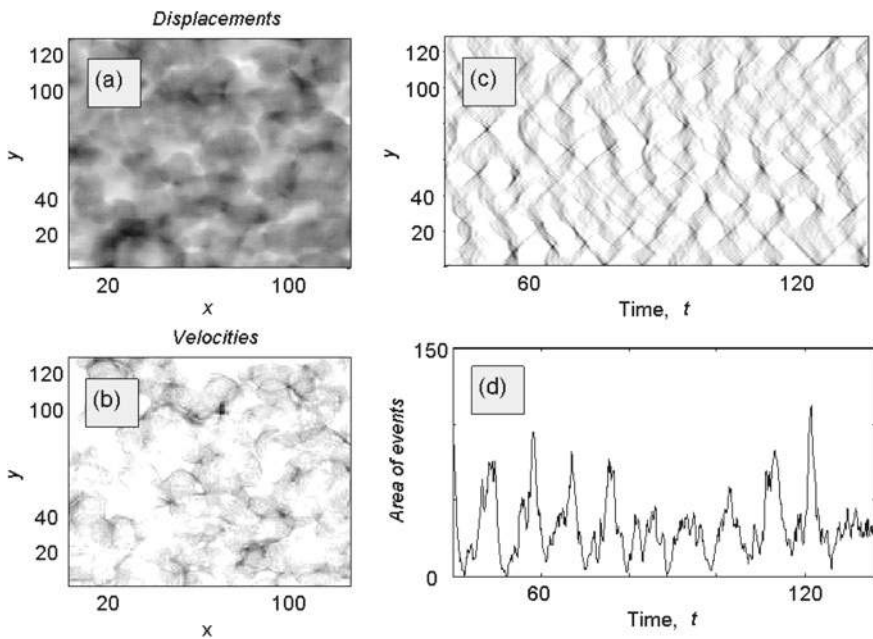 Displacements
(a)
120
100
40
20
y
20 100
x
(c)
120
100
40
20
y
60 120
Time, t
Velocities
(b)
120
100
40
20
y
20 100
x
(d)
150
0
Area of events
60 120
Time, t